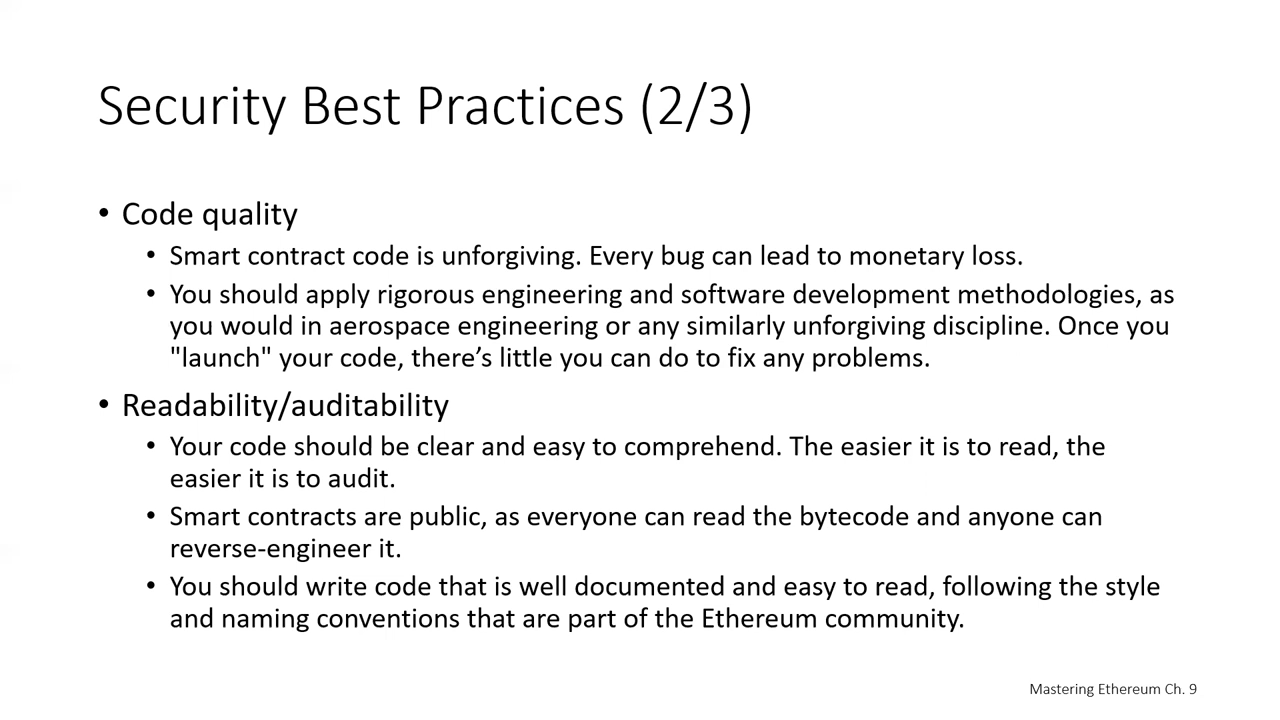 Security Best Practices (2/3)
• Code quality
• Smart contract code is unforgiving. Every bug can lead to monetary loss.
• You should apply rigorous engineering and software development methodologies, as
you would in aerospace engineering or any similarly unforgiving discipline. Once you
"launch" your code, there’s little you can do to fix any problems.
• Readability/auditability
• Your code should be clear and easy to comprehend. The easier it is to read, the
easier it is to audit.
• Smart contracts are public, as everyone can read the bytecode and anyone can
reverse-engineer it.
• You should write code that is well documented and easy to read, following the style
and naming conventions that are part of the Ethereum community.
Mastering Ethereum Ch. 9